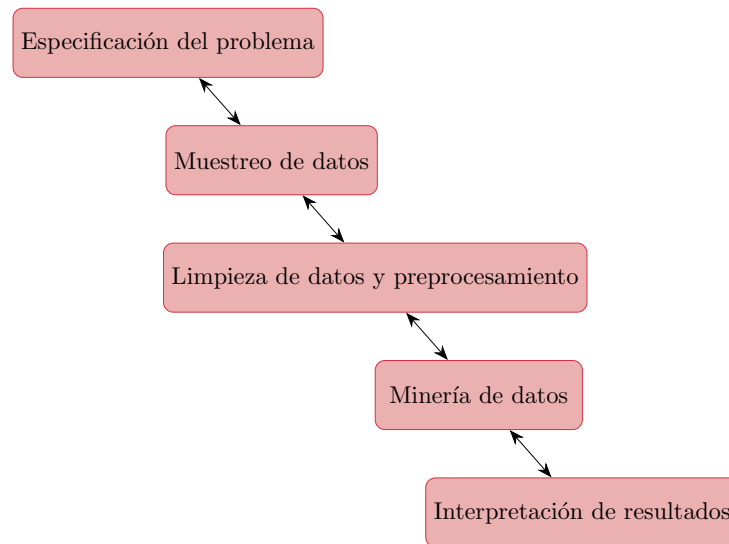 Especificación del problema
Muestreo de datos
Limpieza de datos y preprocesamiento
Minería de datos
Interpretación de resultados